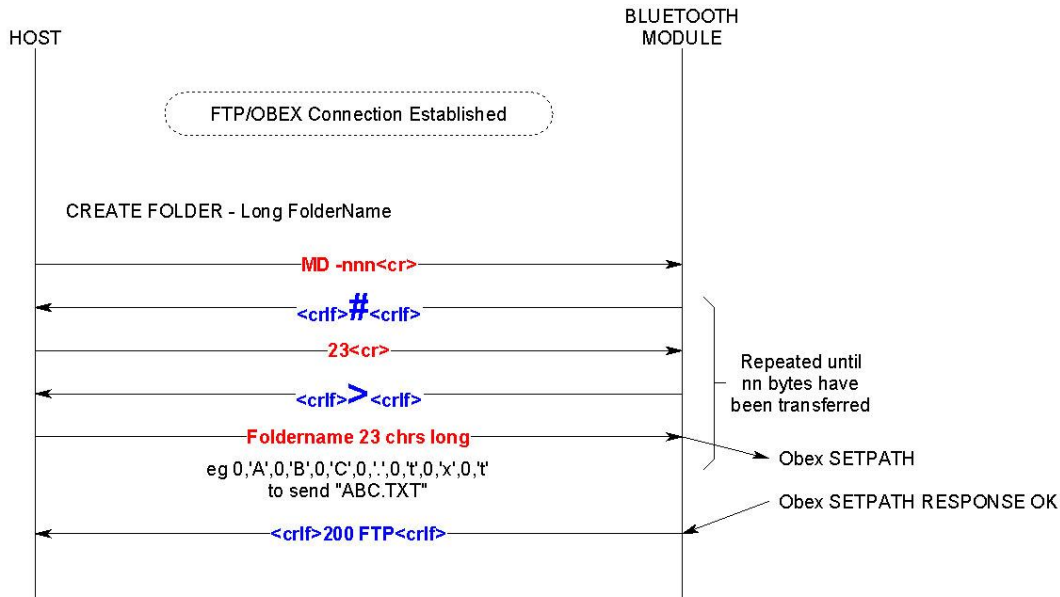 HOST
BLUETOOTH
MODULE
FTP/OBEX Connection Established
CREATE FOLDER - Long FolderName
MD -nnn<cr>
<crlf>#<crlf>
23<cr>
<crlf>><crlf>
Repeated until
nn bytes have
been transferred
Foldername 23 chrs long
Obex SETPATH
eg 0,'A',0,'B',0,'C',0,'.',0,'t',0,'x',0,'t'
to send "ABC.TXT"
Obex SETPATH RESPONSE OK
<crlf>200 FTP<crlf>